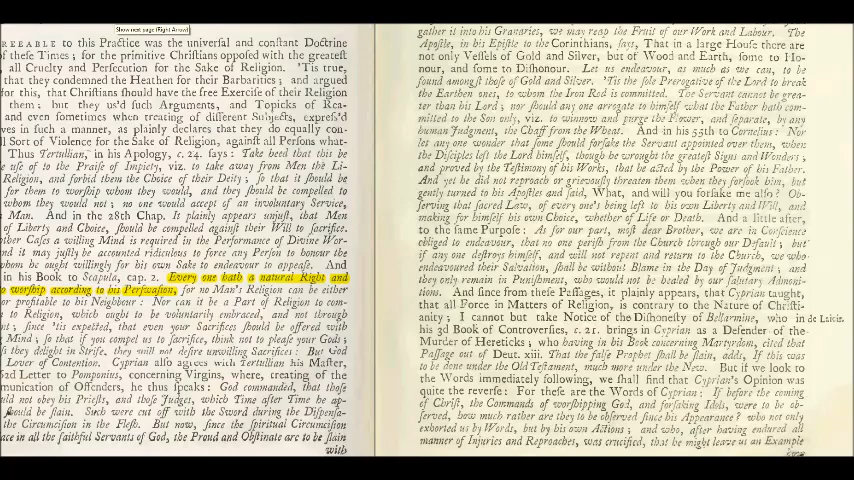 Show next page (Right Arrow)
REEABLE to this Practice was the universal and constant Doctrine
f these Times; for the primitive Christians opposed with the greatest
all Cruelty and Persecution for the Sake of Religion. 'Tis true,
that they condemned the Heathen for their Barbarities; and argued
for this, that Christians should have the free Exercise of their Religion
them; but they us'd such Arguments, and Topicks of Rea-
and even sometimes when treating of different Subjects, express'd
ves in such a manner, as plainly declares that they do equally con-
l Sort of Violence for the Sake of Religion, against all Persons what-
Thus Tertullian, in his Apology, c. 24. says: Take heed that this
be use of to the Praise of Impiety, viz. to take away from Men the Li-
Religion, and forbid them the Choice of their Deity; so that it should be
for them to worship whom they would, and they should be compelled to
whom they would not; no one would accept of an involuntary Service,
Man. And in the 28th Chap. It plainly appears unjust, that Men
of Liberty and Choice, should be compelled against their Will to sacrifice.
ther Cases a willing Mind is required in the Performance of Divine Wor-
nd it may justly be accounted ridiculous to force any Person to honour the
whom he ought willingly for his own Sake to endeavour to appease. And
in his Book to Scapula, cap. 2. Every one hath a natural Right and
o worship according to his Perswasion, for no Man's Religion can be either
or profitable to his Neighbour: Nor can it be a Part of Religion to com-
n, which ought to be voluntarily embraced, and not through
t; since 'tis expected, that even your Sacrifices should be offered with
Mind; so that if you compel us to sacrifice, think not to please your Gods;
s they delight in Strife. they will not desire unwilling Sacrifices: But God
Lover of Contention. Cyprian also agrees with Tertullian his Master,
52d Letter to Pomponius, concerning Virgins, where, treating of the
munication of Offenders, he thus speaks: God commanded, that those
uld not obey his Priests, and those Judges, which Time after Time he ap-
should be slain. Such were cut off with the Sword during the Dispensa-
the Circumcision in the Flesh. But now, since the spiritual Circumcision
ace in all the faithful Servants of God, the Proud and Obstinate are to be slain
with
gather it into his Granaries, we may reap the Fruit of our Work and Labour. The
Apostle, in his Epistle to the Corinthians, says, That in a large House there are
not only Vessels of Gold and Silver, but of Wood and Earth, some to Ho-
nour, and some to Dishonour. Let us endeavour, as much as we can, to be
found amongst those of Gold and Silver. 'Tis the sole Prerogative of the Lord to break
the Earthen ones, to whom the Iron Rod is committed. The Servant cannot be grea-
ter than his Lord; nor should any one arrogate to himself what the Father hath com-
mitted to the Son only, viz. to winnow and purge the Power, and separate, by any
human Judgment, the Chaff from the Wheat. And in his 55th to Cornelius: Nor
let any one wonder that some should forsake the Servant appointed over them, when
the Disciples left the Lord himself, though he wrought the greatest Signs and Wonders;
and proved by the Testimony of his Works, that he acted by the Power of his Father.
And yet he did not reproach or grievously threaten them when they forsook him, but
gently turned to his Apostles and said, What, and will you forsake me also? Ob-
serving that sacred Law, of every one's being left to his own Liberty and Will, and
making for himself his own Choice, whether of Life or Death. And a little after,
to the same Purpose: As for our part, most dear Brother, we are in Conscience
obliged to endeavour, that no one perish from the Church through our Default; but
if any one destroys himself, and will not repent and return to the Church, we who
endeavoured their Salvation, shall be without Blame in the Day of Judgment; and
they only remain in Punishment, who would not be healed by our salutary Admoni-
tions. And since from these Passages, it plainly appears, that Cyprian taught,
that all Force in Matters of Religion, is contrary to the Nature of Christi-
anity; I cannot but take Notice of the Dishonesty of Bellarmine, who in de Laicis.
his 3d Book of Controversies, c. 21. brings in Cyprian as a Defender of the
Murder of Hereticks; who having in his Book concerning Martyrdom, cited that
Passage out of Deut. xiii. That the false Prophet shall be slain, adds, If this was
to be done under the Old Testament, much more under the New. But if we look to
the Words immediately following, we shall find that Cyprian's Opinion was
quite the reverse: For these are the Words of Cyprian: If before the coming
of Christ, the Commands of worshipping God, and forsaking Idols, were to be ob-
served, how much rather are they to be observed since his Appearance? who not only
exhorted us by Words, but by his own Actions; and who, after having endured all
manner of Injuries and Reproaches, was crucified, that he might leave us an Example
how